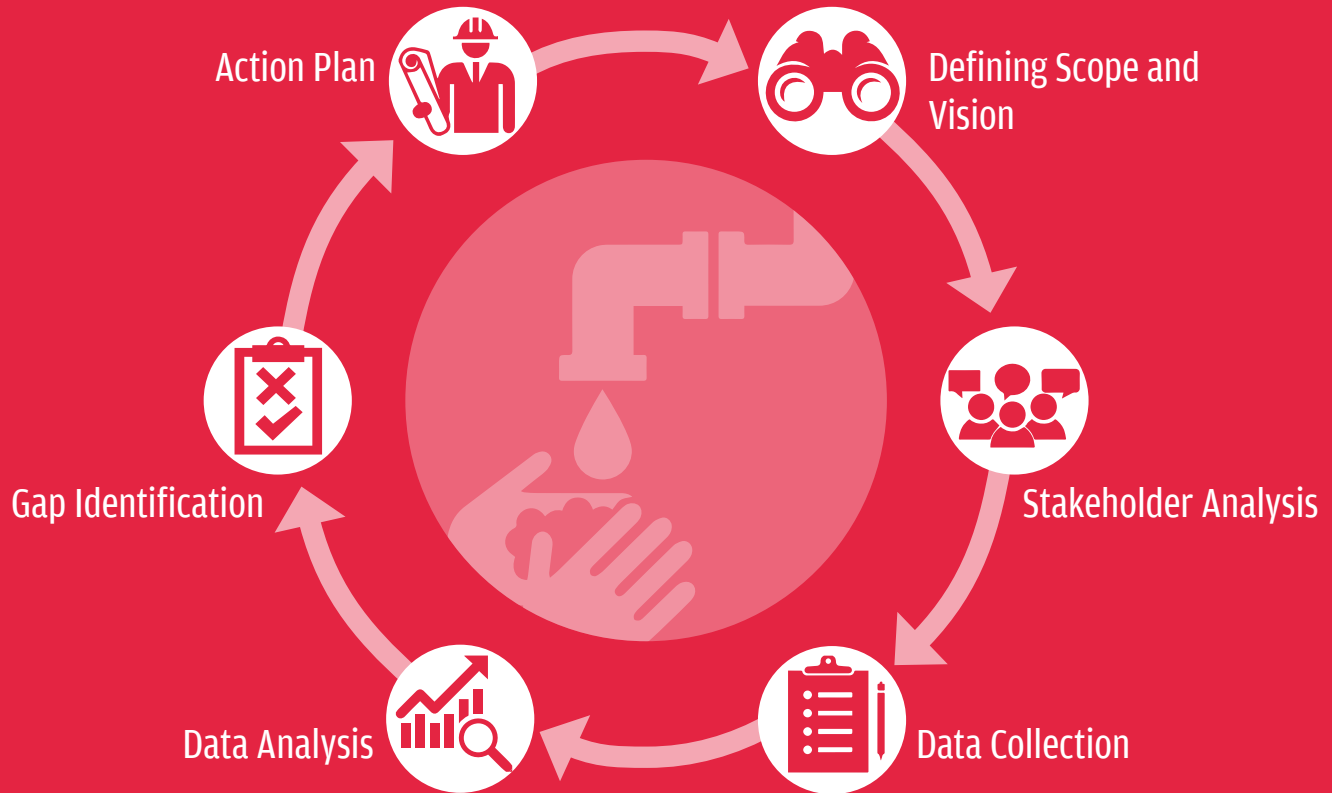 Action Plan
Defining Scope and
Vision
Gap Identification
Stakeholder Analysis
Data Analysis
Data Collection